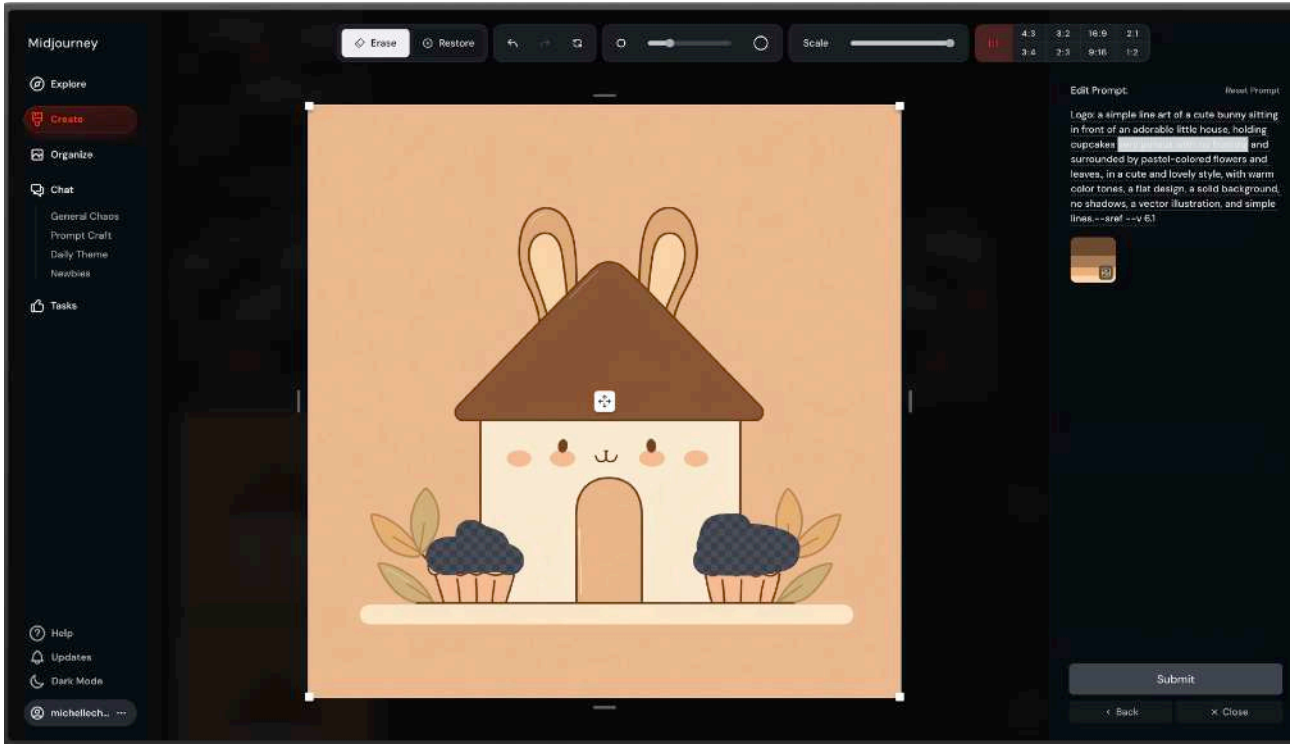 Midjourney
Explore
Create
Organize
Chat
General Chaos
Prompt Craft
Daily Theme
Newbies
Tasks
Help
Updates
Dark Mode
michellech... ...
Erase
Restore
Scale
4:3 3:2 16:9 2:1
3:4 2:3 9:16 1:2
Edit Prompt:
Reset Prompt
Logo: a simple line art of a cute bunny sitting
in front of an adorable little house, holding
cupcakes and
surrounded by pastel-colored flowers and
leaves., in a cute and lovely style, with warm
color tones, a flat design, a solid background,
no shadows, a vector illustration, and simple
lines.--sref --v 6.1
Submit
< Back
× Close